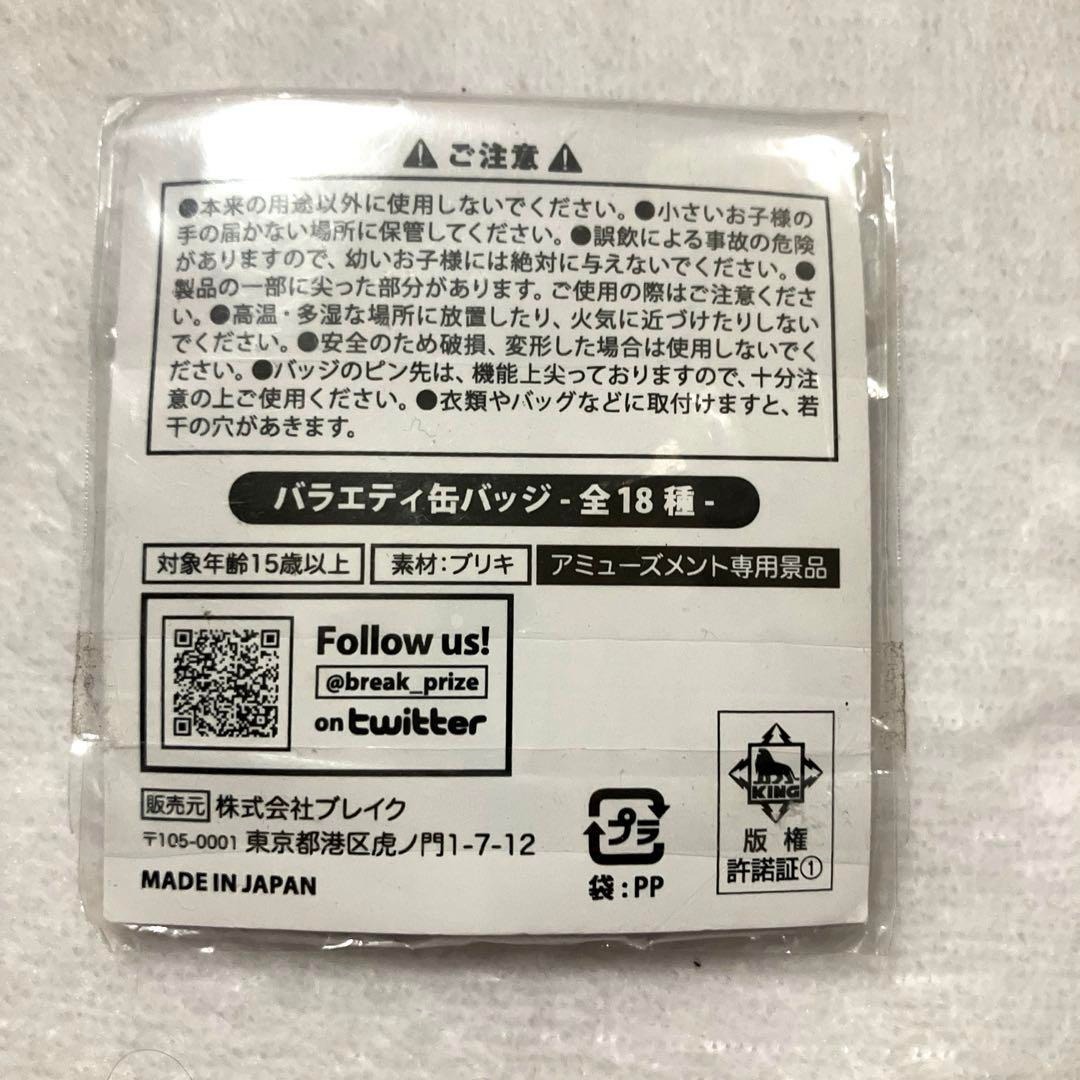 ご注意
●本来の用途以外に使用しないでください。●小さいお子様の
手の届かない場所に保管してください。●誤飲による事故の危険
がありますので、幼いお子様には絶対に与えないでください。●
製品の一部に尖った部分があります。ご使用の際はご注意くださ
い。●高温・多湿な場所に放置したり、火気に近づけたりしない
でください。●安全のため破損、変形した場合は使用しないでく
ださい。●バッジのピン先は、機能上尖っておりますので、十分注
意の上ご使用ください。●衣類やバッグなどに取付けますと、若
干の穴があきます。
バラエティ缶バッジ - 全18種 -
対象年齢15歳以上 素材：ブリキ アミューズメント専用景品
Follow us!
@break_prize
on twitter
販売元 株式会社ブレイク
〒105-0001 東京都港区虎ノ門1-7-12
MADE IN JAPAN
プラ
袋：PP
KING
版権
許諾証①